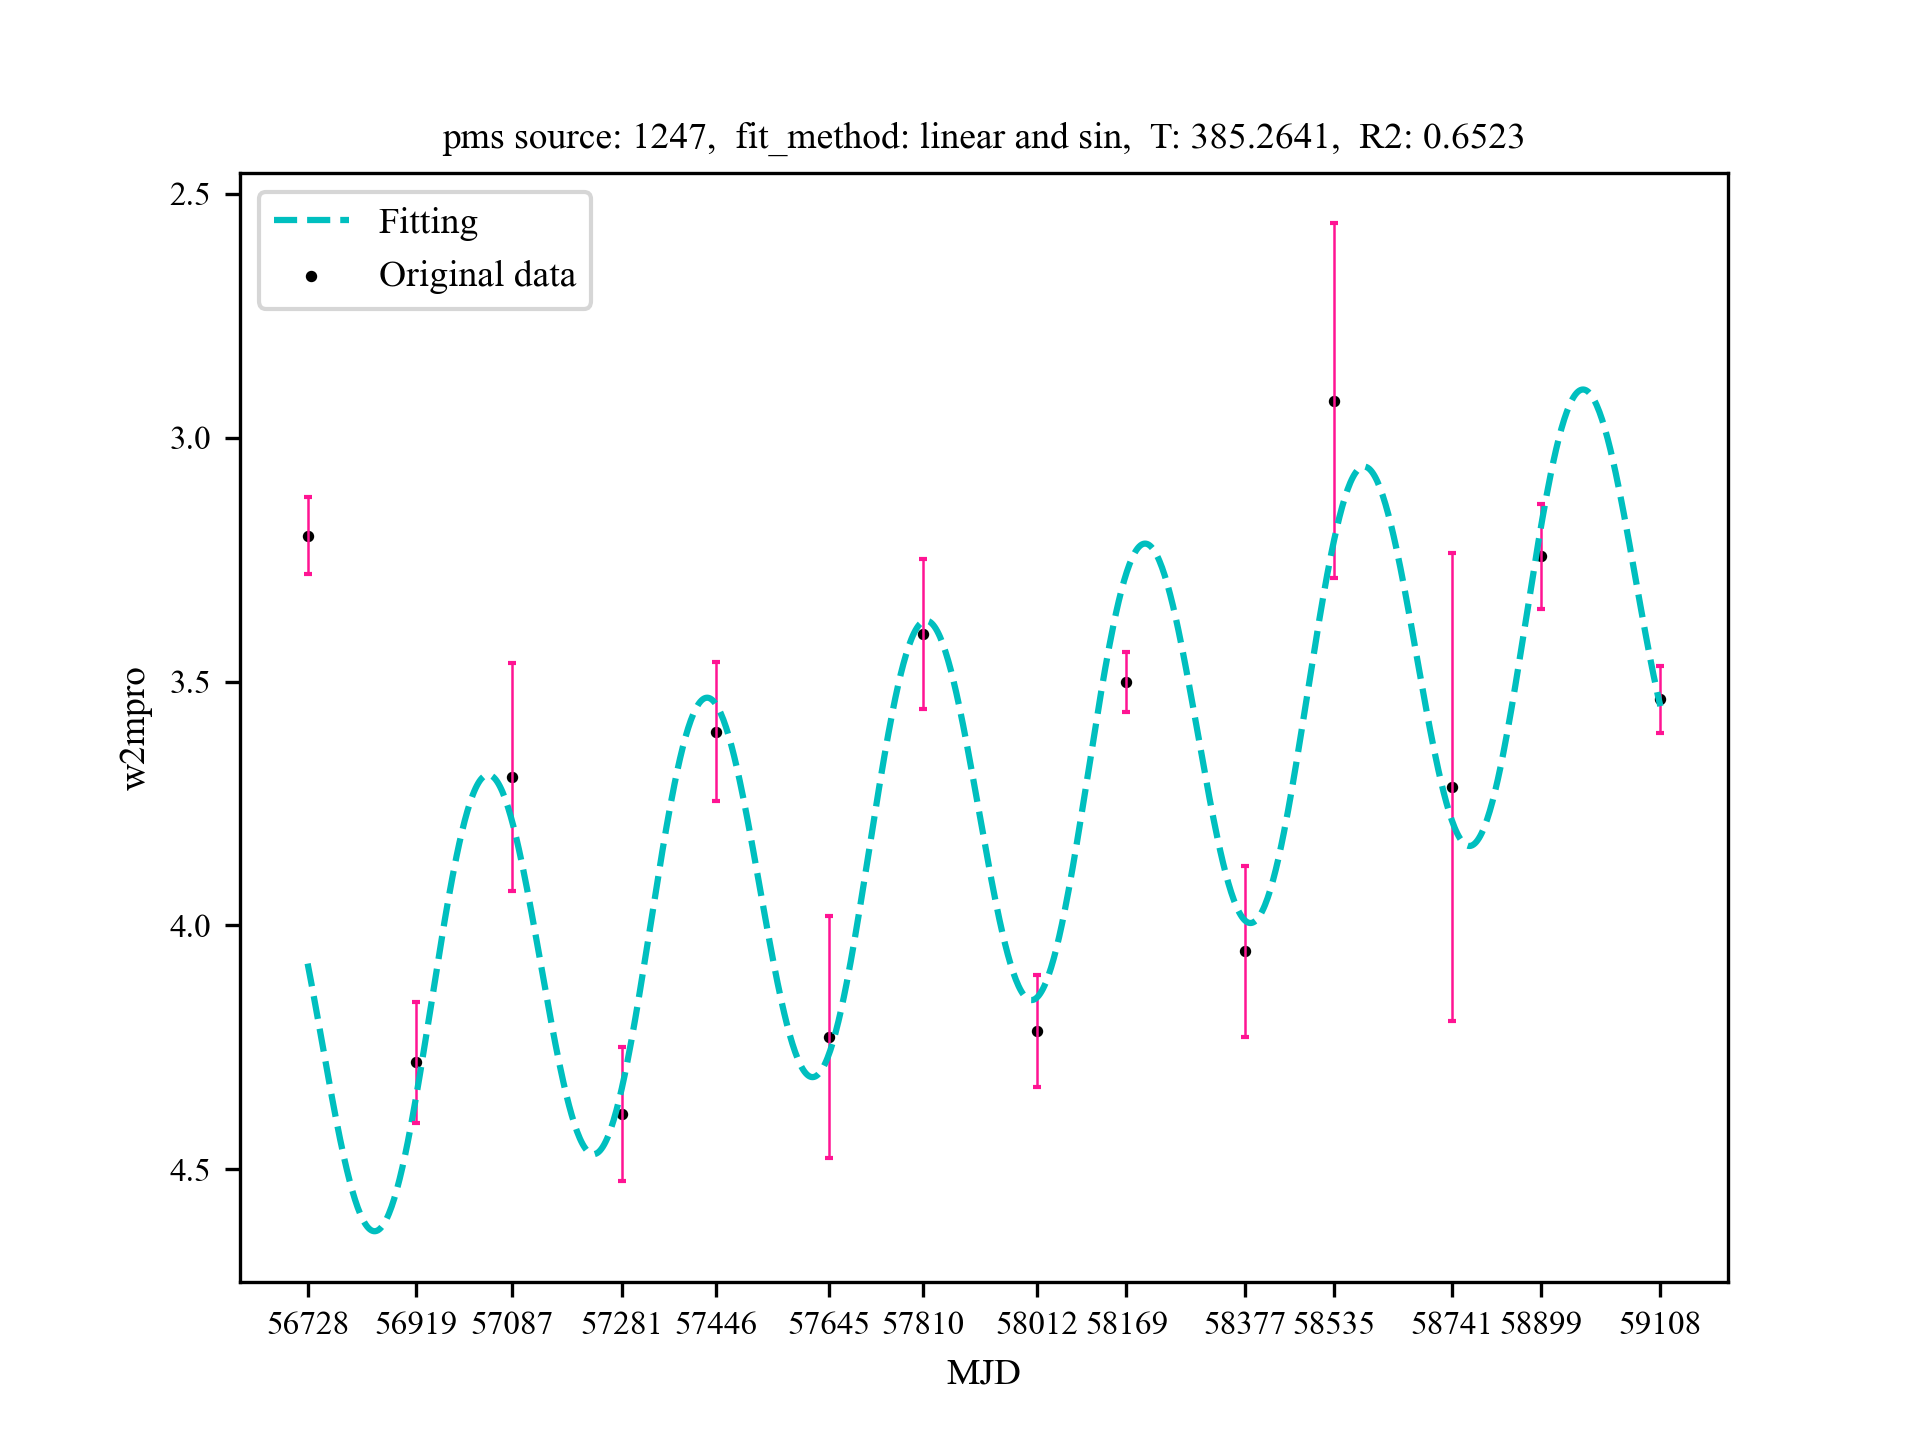 pms source: 1247,  fit_method: linear and sin,  T: 385.2641,  R2: 0.6523
Fitting
Original data
2.5
3.0
3.5
4.0
4.5
w2mpro
56728 56919 57087 57281 57446 57645 57810 58012 58169 58377 58535 58741 58899 59108
MJD